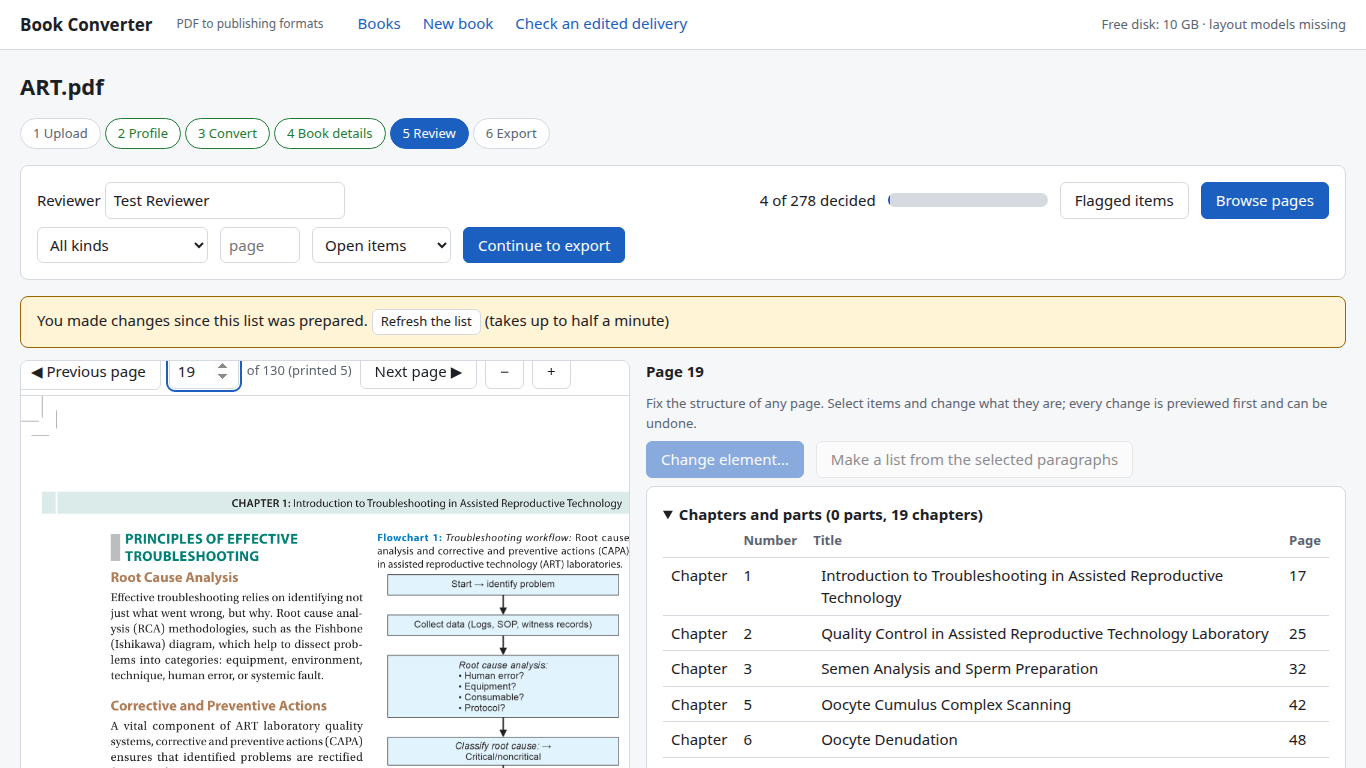 Book Converter PDF to publishing formats Books New book Check an edited delivery Free disk: 10 GB · layout models missing
ART.pdf
1 Upload 2 Profile 3 Convert 4 Book details 5 Review 6 Export
Reviewer Test Reviewer 4 of 278 decided Flagged items Browse pages
All kinds page Open items Continue to export
You made changes since this list was prepared. Refresh the list (takes up to half a minute)
◀ Previous page 19 of 130 (printed 5) Next page ▶ − +
CHAPTER 1: Introduction to Troubleshooting in Assisted Reproductive Technology
PRINCIPLES OF EFFECTIVE
TROUBLESHOOTING
Root Cause Analysis
Effective troubleshooting relies on identifying not
just what went wrong, but why. Root cause anal-
ysis (RCA) methodologies, such as the Fishbone
(Ishikawa) diagram, which help to dissect prob-
lems into categories: equipment, environment,
technique, human error, or systemic fault.
Corrective and Preventive Actions
A vital component of ART laboratory quality
systems, corrective and preventive actions (CAPA)
ensures that identified problems are rectified
Flowchart 1: Troubleshooting workflow: Root cause
analysis and corrective and preventive actions (CAPA)
in assisted reproductive technology (ART) laboratories.
Start → identify problem
Collect data (Logs, SOP, witness records)
Root cause analysis:
• Human error?
• Equipment?
• Consumable?
• Protocol?
Classify root cause: →
Critical/noncritical
Page 19
Fix the structure of any page. Select items and change what they are; every change is previewed first and can be
undone.
Change element... Make a list from the selected paragraphs
▼ Chapters and parts (0 parts, 19 chapters)
Number Title Page
Chapter 1 Introduction to Troubleshooting in Assisted Reproductive 17
Technology
Chapter 2 Quality Control in Assisted Reproductive Technology Laboratory 25
Chapter 3 Semen Analysis and Sperm Preparation 32
Chapter 5 Oocyte Cumulus Complex Scanning 42
Chapter 6 Oocyte Denudation 48